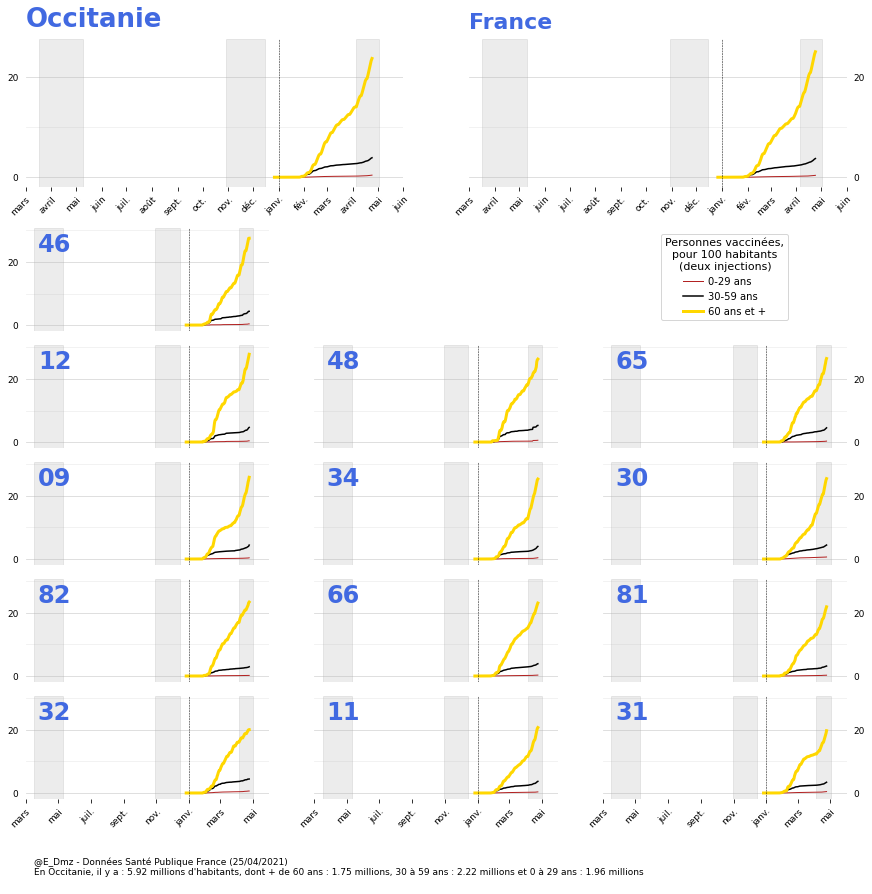 Occitanie
France
20
0
20
0
mars avril mai juin juil. août sept. oct. nov. déc. janv. fév. mars avril mai juin
mars avril mai juin juil. août sept. oct. nov. déc. janv. fév. mars avril mai juin
46
20
0
Personnes vaccinées,
pour 100 habitants
(deux injections)
0-29 ans
30-59 ans
60 ans et +
12
48
65
20
0
20
0
09
34
30
20
0
20
0
82
66
81
20
0
20
0
32
11
31
20
0
20
0
mars mai juil. sept. nov. janv. mars mai
mars mai juil. sept. nov. janv. mars mai
mars mai juil. sept. nov. janv. mars mai
@E_Dmz - Données Santé Publique France (25/04/2021)
En Occitanie, il y a : 5.92 millions d'habitants, dont + de 60 ans : 1.75 millions, 30 à 59 ans : 2.22 millions et 0 à 29 ans : 1.96 millions